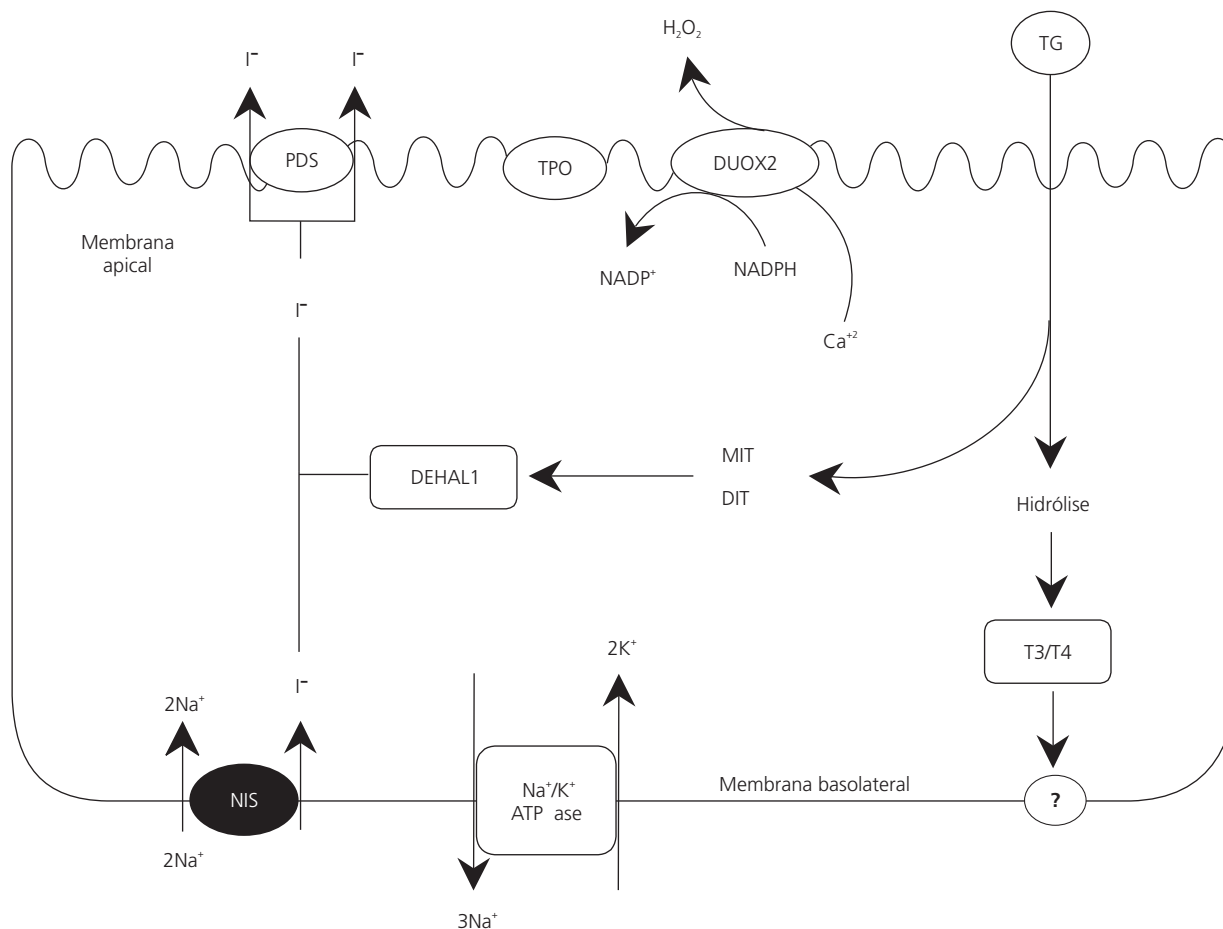 H₂O₂
TG
I⁻
I⁻
PDS
TPO
DUOX2
Membrana
apical
NADP⁺
NADPH
I⁻
Ca⁺²
DEHAL1
MIT
DIT
Hidrólise
T3/T4
2K⁺
I⁻
2Na⁺
NIS
Na⁺/K⁺
ATP ase
Membrana basolateral
?
2Na⁺
3Na⁺